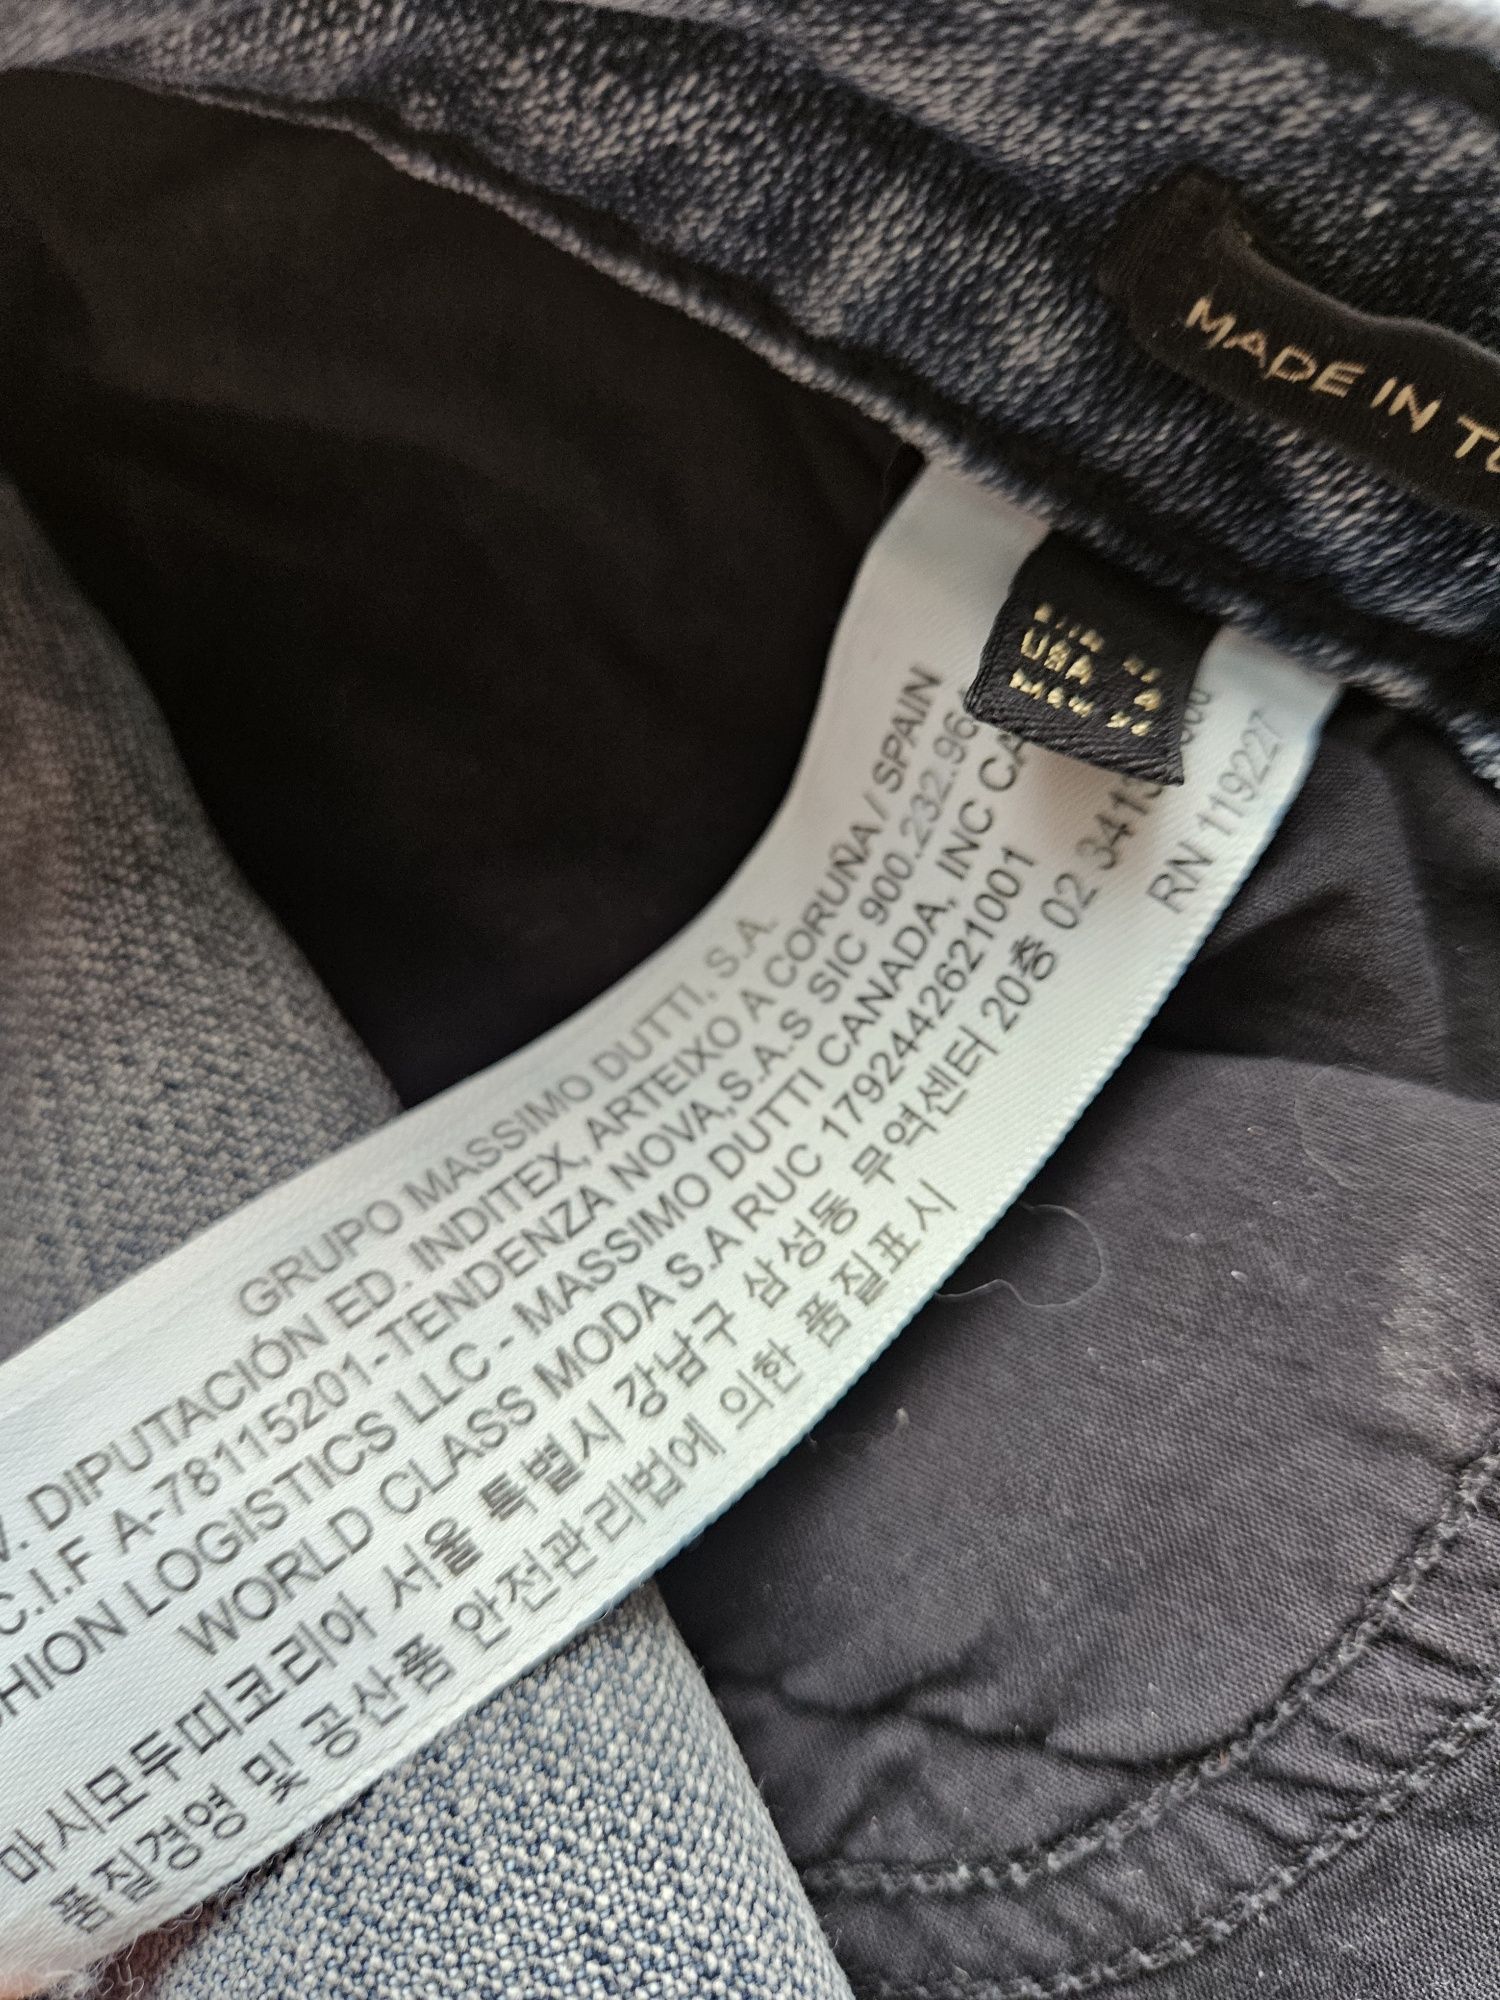 MADE IN
USA 4
GRUPO MASSIMO DUTTI, S.A.
DIPUTACIÓN ED. INDITEX, ARTEIXO A CORUÑA / SPAIN
C.I.F A-78115201-TENDENZA NOVA,S.A.S SIC 900.232.96
LOGISTICS LLC - MASSIMO DUTTI CANADA, INC
WORLD CLASS MODA S.A RUC 1792442621001
마시모두띠코리아 서울 특별시 강남구 삼성동 무역센터 20층 02 3413
품질경영 및 공산품 안전관리법에 의한 품질표시
RN 119227